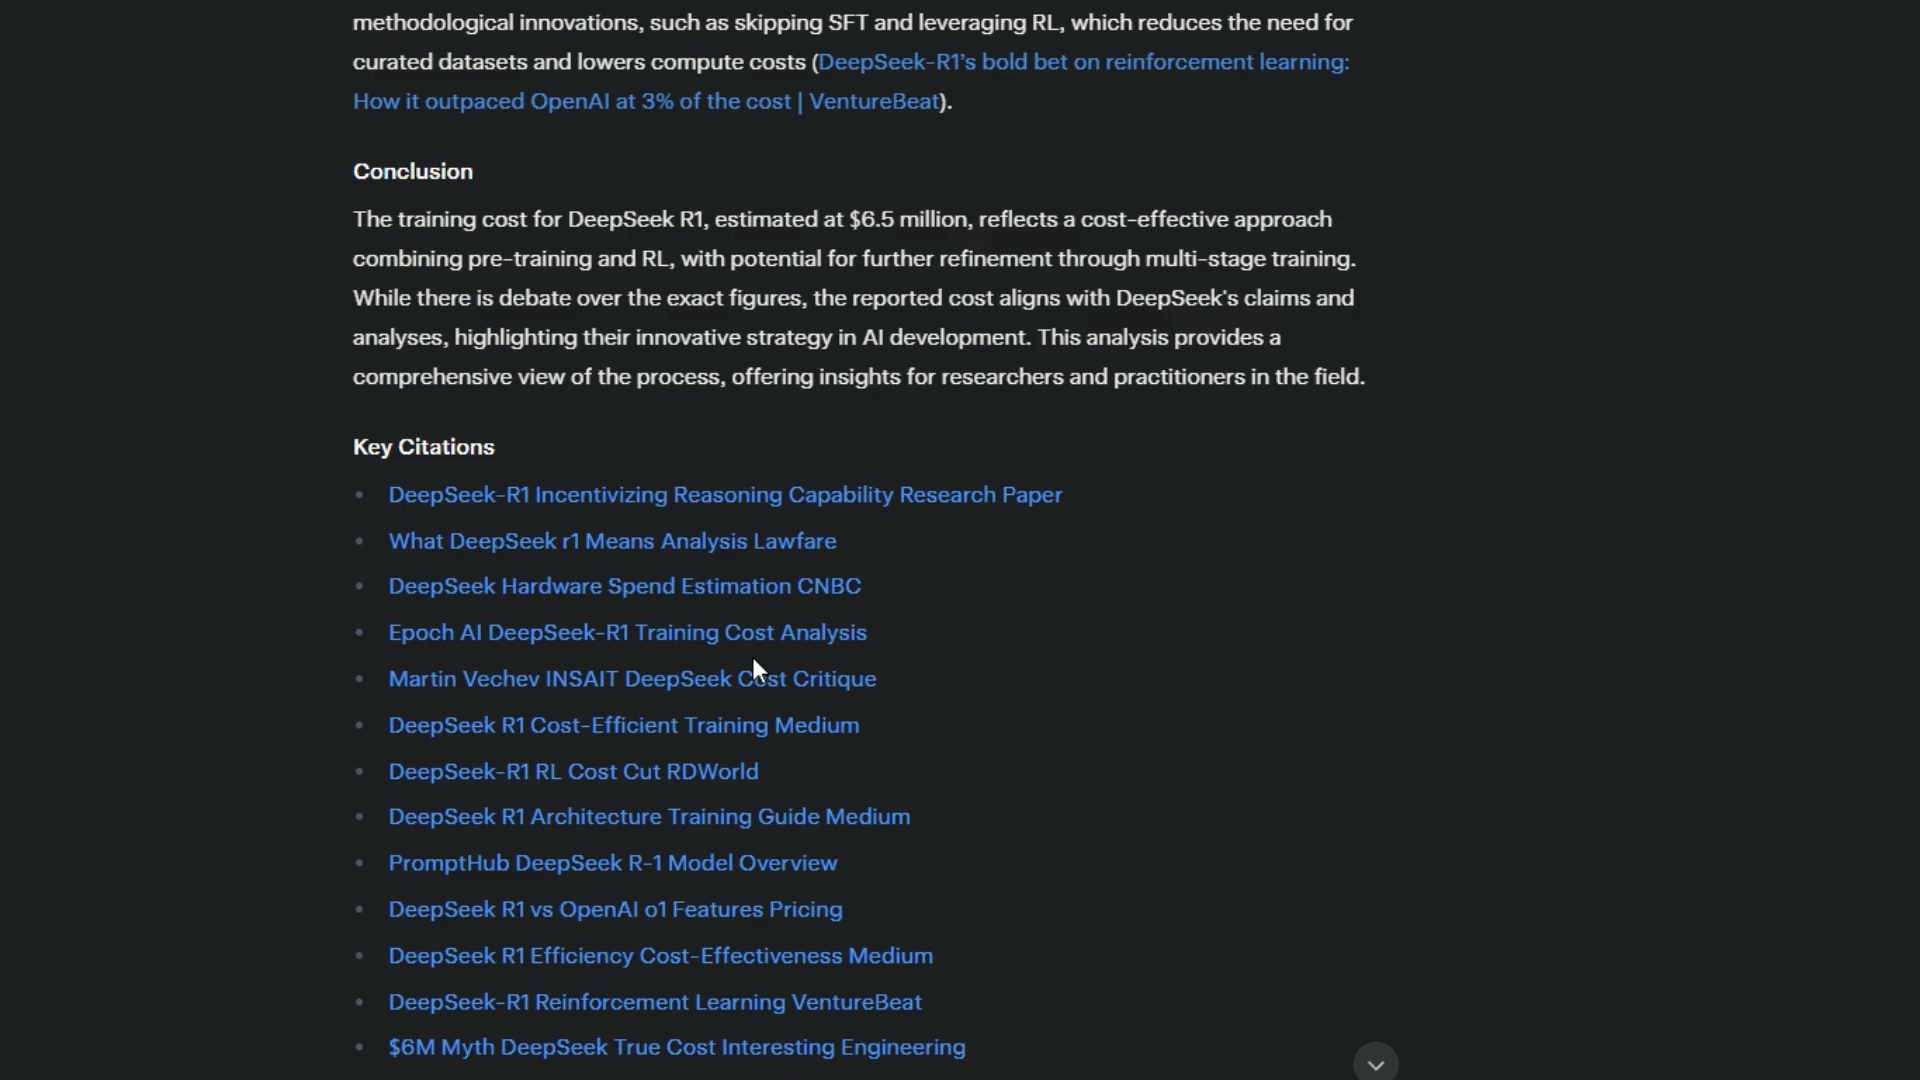 methodological innovations, such as skipping SFT and leveraging RL, which reduces the need for
curated datasets and lowers compute costs (DeepSeek-R1’s bold bet on reinforcement learning:
How it outpaced OpenAI at 3% of the cost | VentureBeat).
Conclusion
The training cost for DeepSeek R1, estimated at $6.5 million, reflects a cost-effective approach
combining pre-training and RL, with potential for further refinement through multi-stage training.
While there is debate over the exact figures, the reported cost aligns with DeepSeek's claims and
analyses, highlighting their innovative strategy in AI development. This analysis provides a
comprehensive view of the process, offering insights for researchers and practitioners in the field.
Key Citations
• DeepSeek-R1 Incentivizing Reasoning Capability Research Paper
• What DeepSeek r1 Means Analysis Lawfare
• DeepSeek Hardware Spend Estimation CNBC
• Epoch AI DeepSeek-R1 Training Cost Analysis
• Martin Vechev INSAIT DeepSeek Cost Critique
• DeepSeek R1 Cost-Efficient Training Medium
• DeepSeek-R1 RL Cost Cut RDWorld
• DeepSeek R1 Architecture Training Guide Medium
• PromptHub DeepSeek R-1 Model Overview
• DeepSeek R1 vs OpenAI o1 Features Pricing
• DeepSeek R1 Efficiency Cost-Effectiveness Medium
• DeepSeek-R1 Reinforcement Learning VentureBeat
• $6M Myth DeepSeek True Cost Interesting Engineering